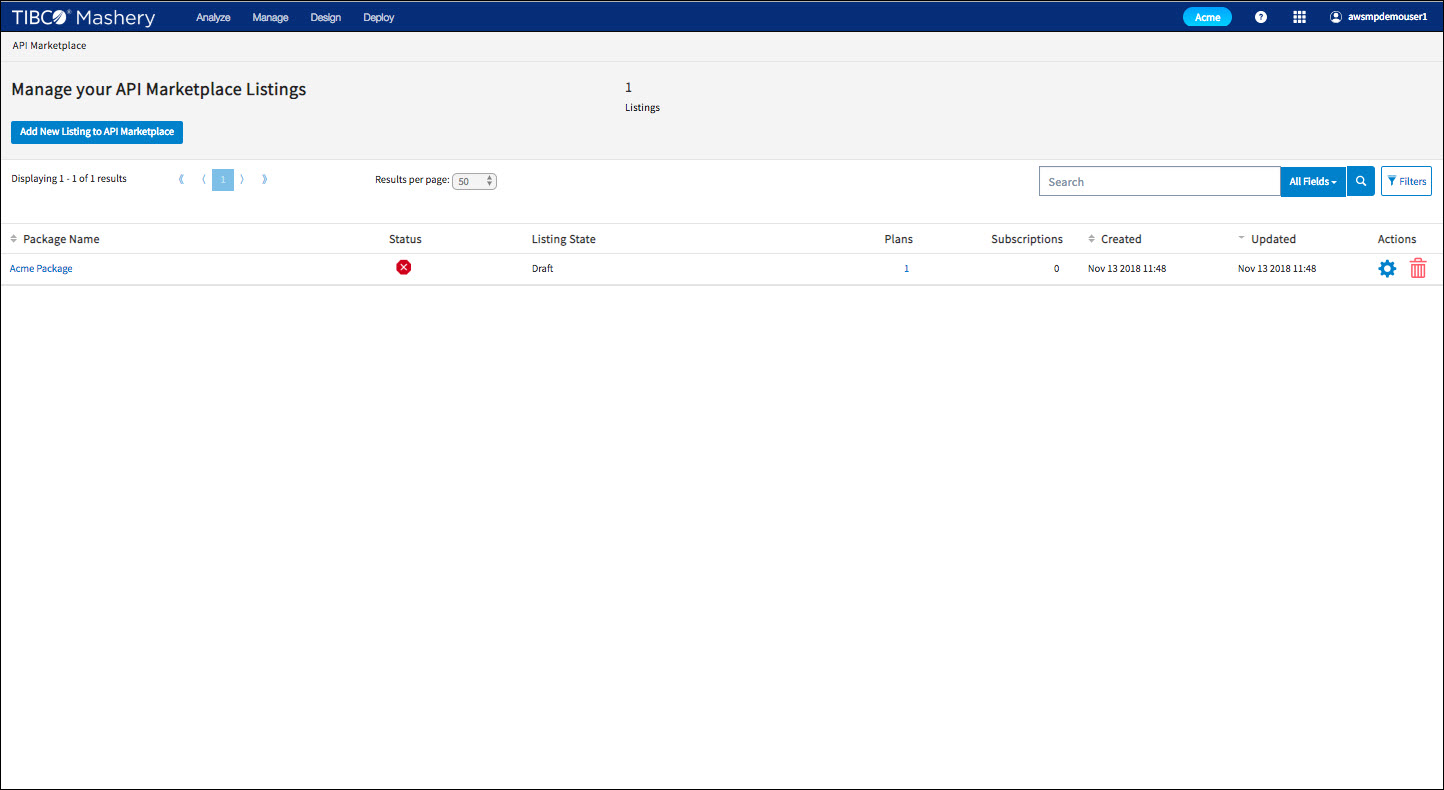 TIBCO® Mashery Analyze Manage Design Deploy Acme ? awsmpdemouser1
API Marketplace
Manage your API Marketplace Listings 1
Listings
Add New Listing to API Marketplace
Displaying 1 - 1 of 1 results 《 〈 1 〉 》 Results per page: 50 Search All Fields Filters
Package Name Status Listing State Plans Subscriptions Created Updated Actions
Acme Package Draft 1 0 Nov 13 2018 11:48 Nov 13 2018 11:48